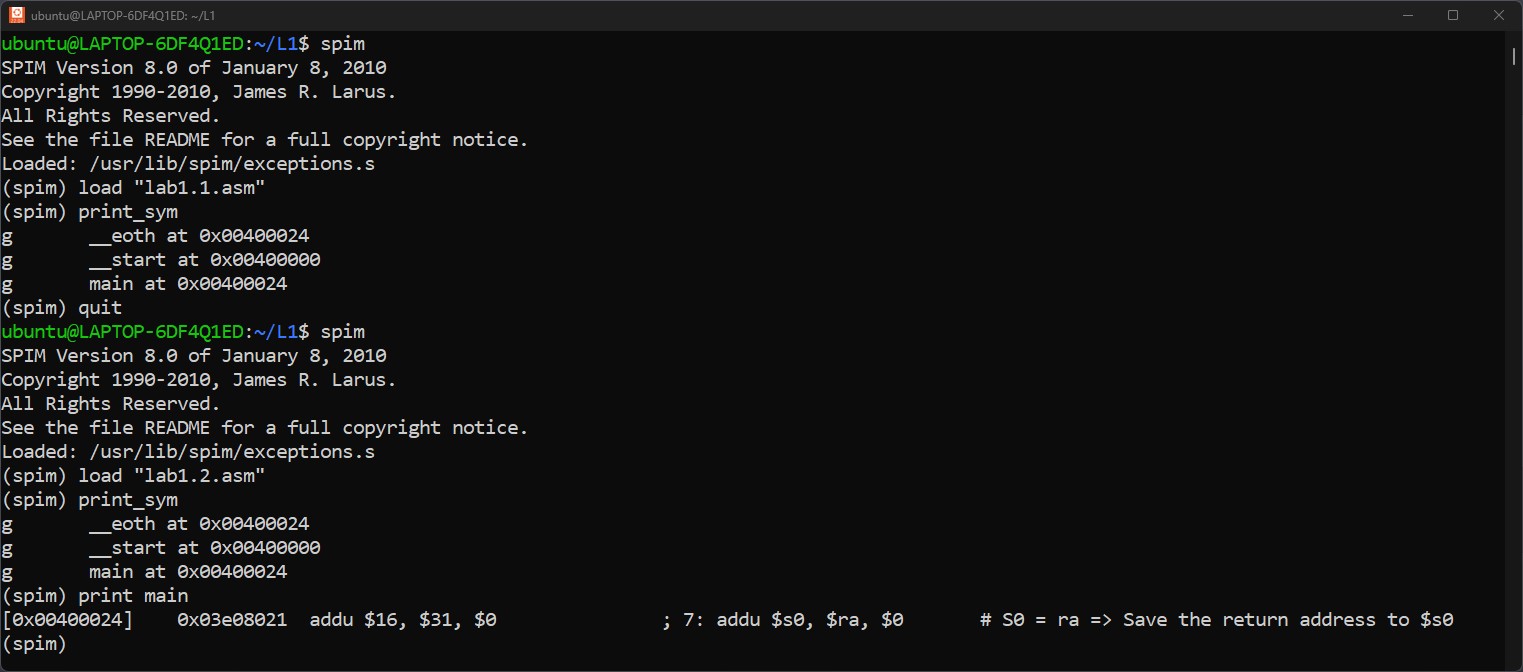 ubuntu@LAPTOP-6DF4Q1ED: ~/L1
ubuntu@LAPTOP-6DF4Q1ED:~/L1$ spim
SPIM Version 8.0 of January 8, 2010
Copyright 1990-2010, James R. Larus.
All Rights Reserved.
See the file README for a full copyright notice.
Loaded: /usr/lib/spim/exceptions.s
(spim) load "lab1.1.asm"
(spim) print_sym
g       __eoth at 0x00400024
g       __start at 0x00400000
g       main at 0x00400024
(spim) quit
ubuntu@LAPTOP-6DF4Q1ED:~/L1$ spim
SPIM Version 8.0 of January 8, 2010
Copyright 1990-2010, James R. Larus.
All Rights Reserved.
See the file README for a full copyright notice.
Loaded: /usr/lib/spim/exceptions.s
(spim) load "lab1.2.asm"
(spim) print_sym
g       __eoth at 0x00400024
g       __start at 0x00400000
g       main at 0x00400024
(spim) print main
[0x00400024]    0x03e08021  addu $16, $31, $0               ; 7: addu $s0, $ra, $0       # S0 = ra => Save the return address to $s0
(spim)